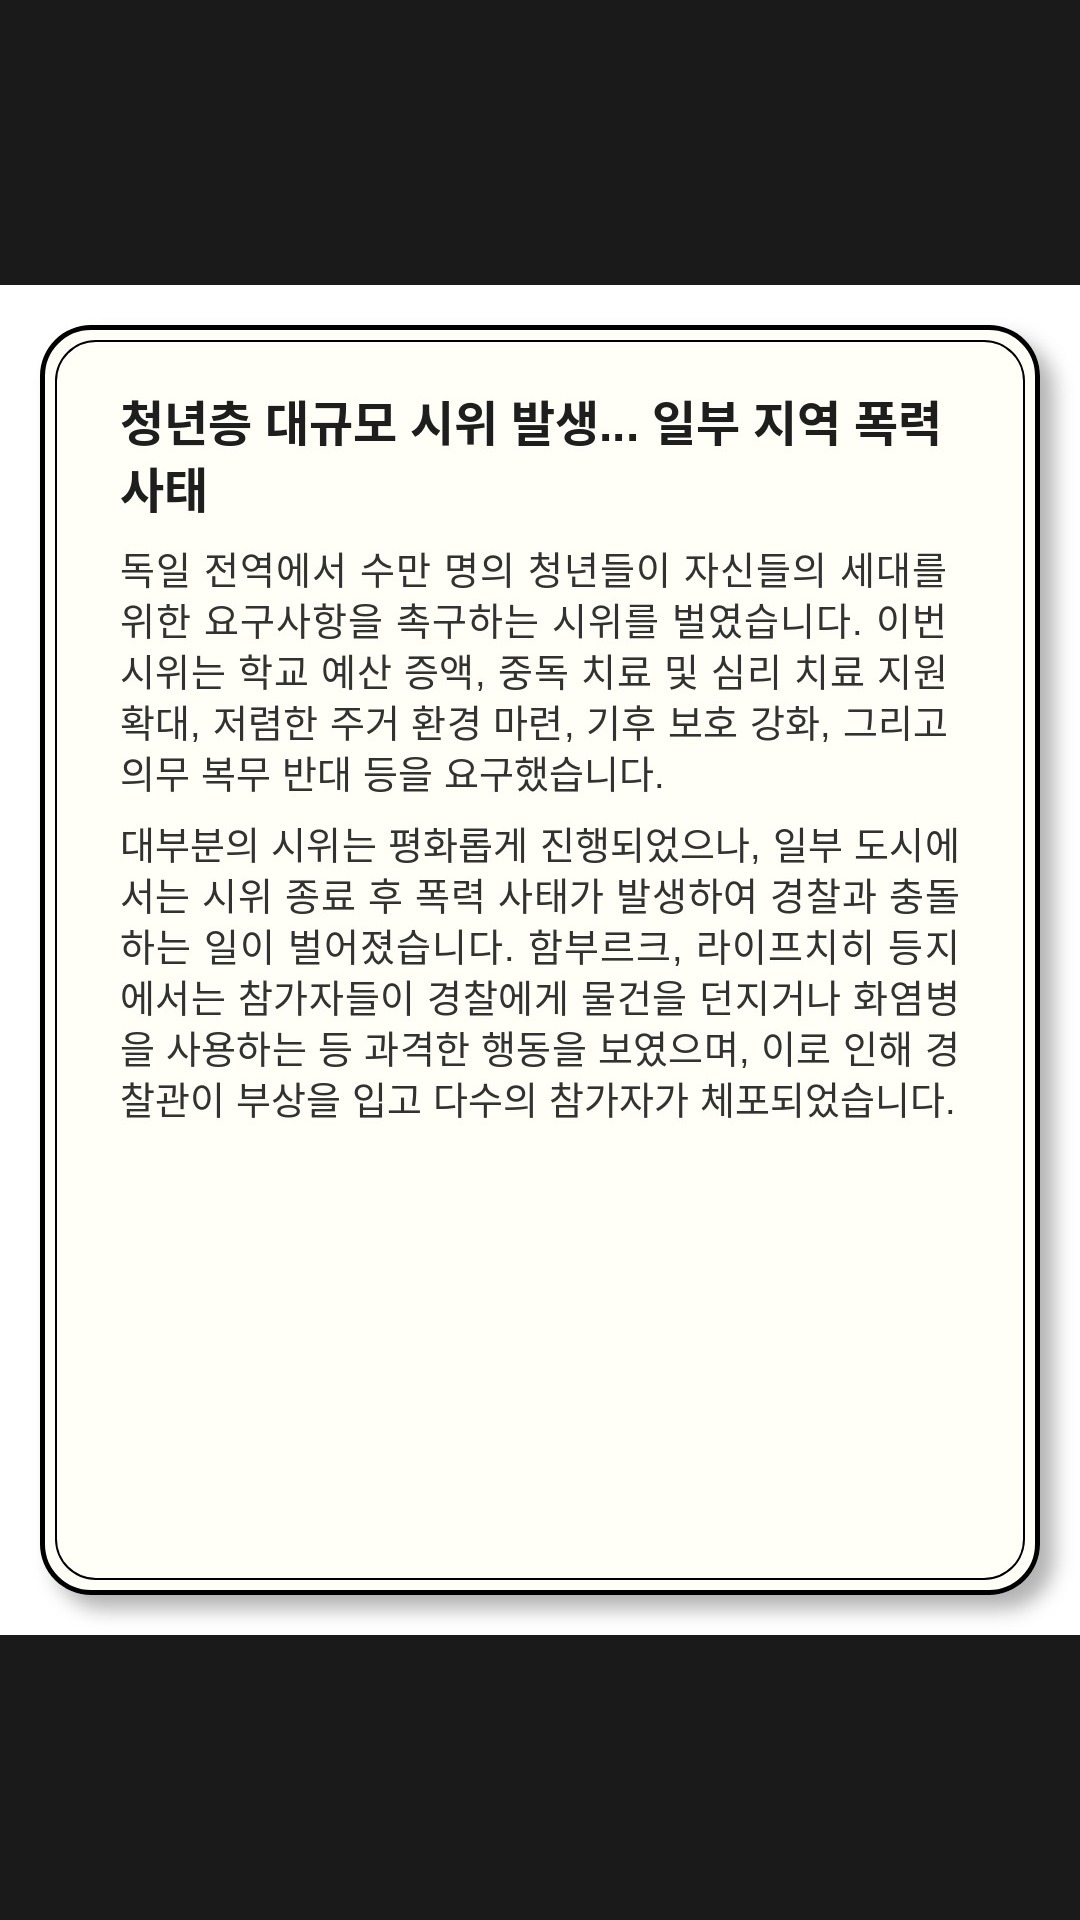 청년층 대규모 시위 발생... 일부 지역 폭력
사태
독일 전역에서 수만 명의 청년들이 자신들의 세대를
위한 요구사항을 촉구하는 시위를 벌였습니다. 이번
시위는 학교 예산 증액, 중독 치료 및 심리 치료 지원
확대, 저렴한 주거 환경 마련, 기후 보호 강화, 그리고
의무 복무 반대 등을 요구했습니다.
대부분의 시위는 평화롭게 진행되었으나, 일부 도시에
서는 시위 종료 후 폭력 사태가 발생하여 경찰과 충돌
하는 일이 벌어졌습니다. 함부르크, 라이프치히 등지
에서는 참가자들이 경찰에게 물건을 던지거나 화염병
을 사용하는 등 과격한 행동을 보였으며, 이로 인해 경
찰관이 부상을 입고 다수의 참가자가 체포되었습니다.